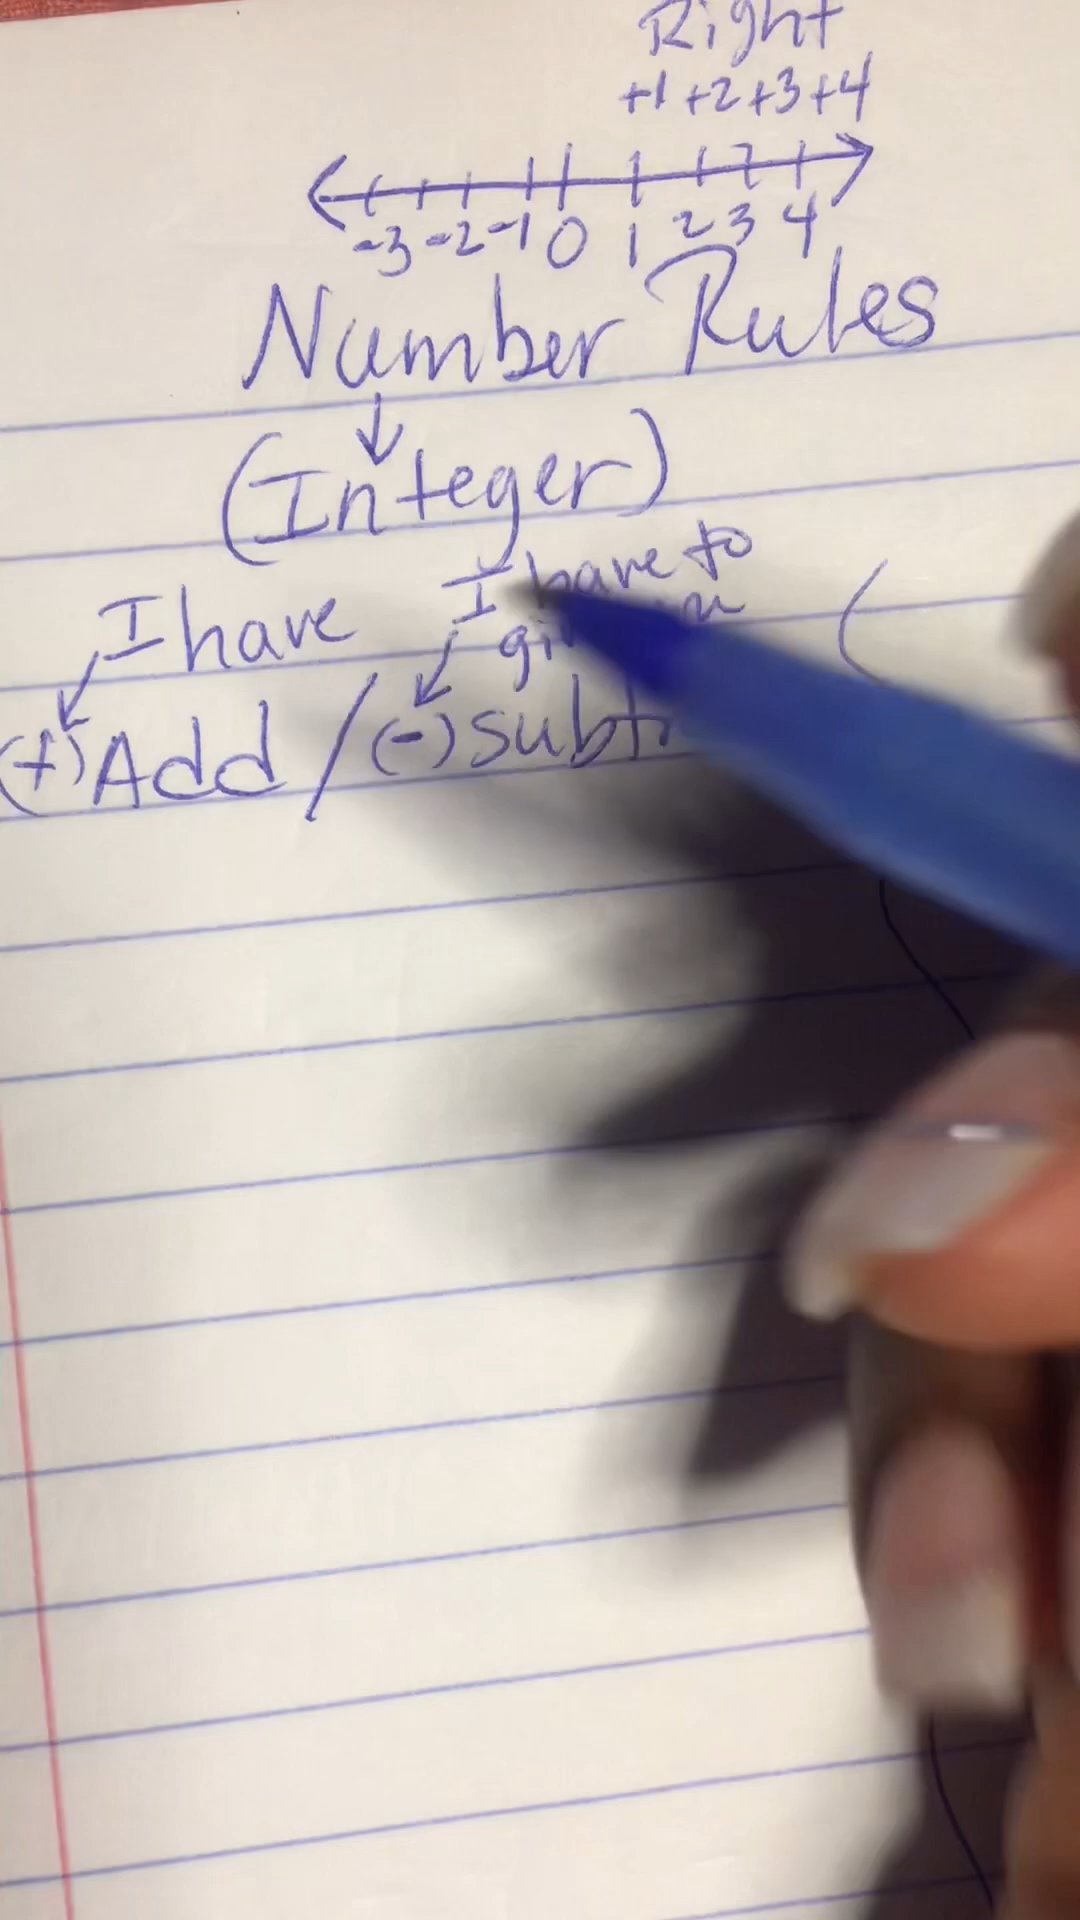 Right
+1 +2 +3 +4
-3 -2 -1 0 1 2 3 4
Number Rules
(Integer)
I have I have to
(+) Add / (-) subt